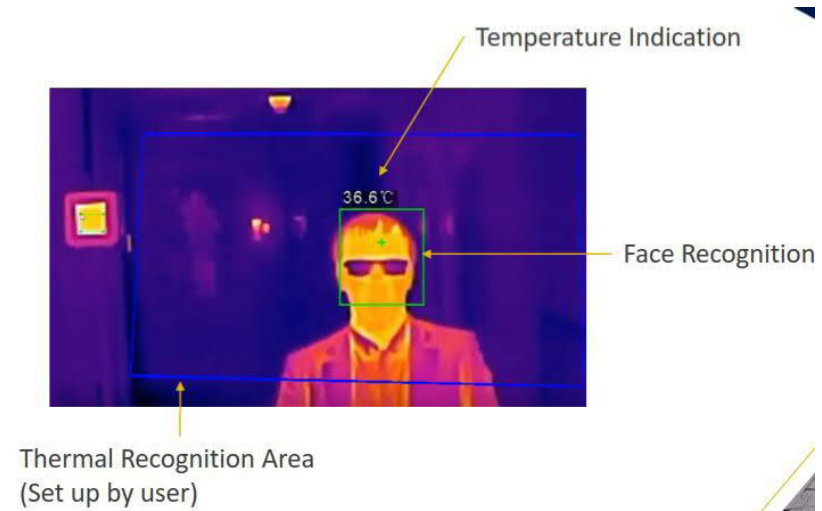 Temperature Indication
36.6℃
Face Recognition
Thermal Recognition Area
(Set up by user)